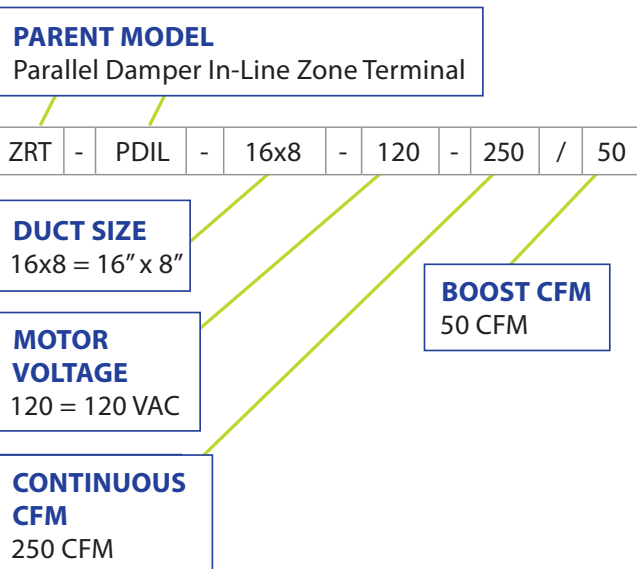 PARENT MODEL
Parallel Damper In-Line Zone Terminal
ZRT - PDIL - 16x8 - 120 - 250 / 50
DUCT SIZE
16x8 = 16” x 8”
BOOST CFM
50 CFM
MOTOR
VOLTAGE
120 = 120 VAC
CONTINUOUS
CFM
250 CFM